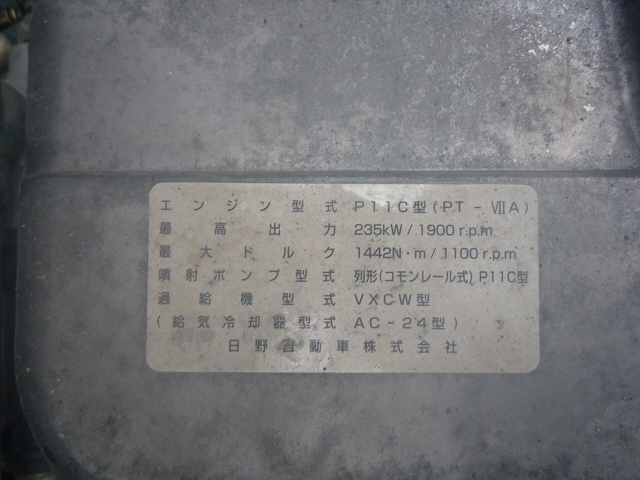 エンジン型式 P11C型(PT-ⅦA)
最高出力 235kW/1900r.p.m
最大トルク 1442N・m/1100r.p.m
噴射ポンプ型式 列形(コモンレール式)P11C型
過給機型式 VXCW型
(給気冷却器型式 AC-24型)
日野自動車株式会社